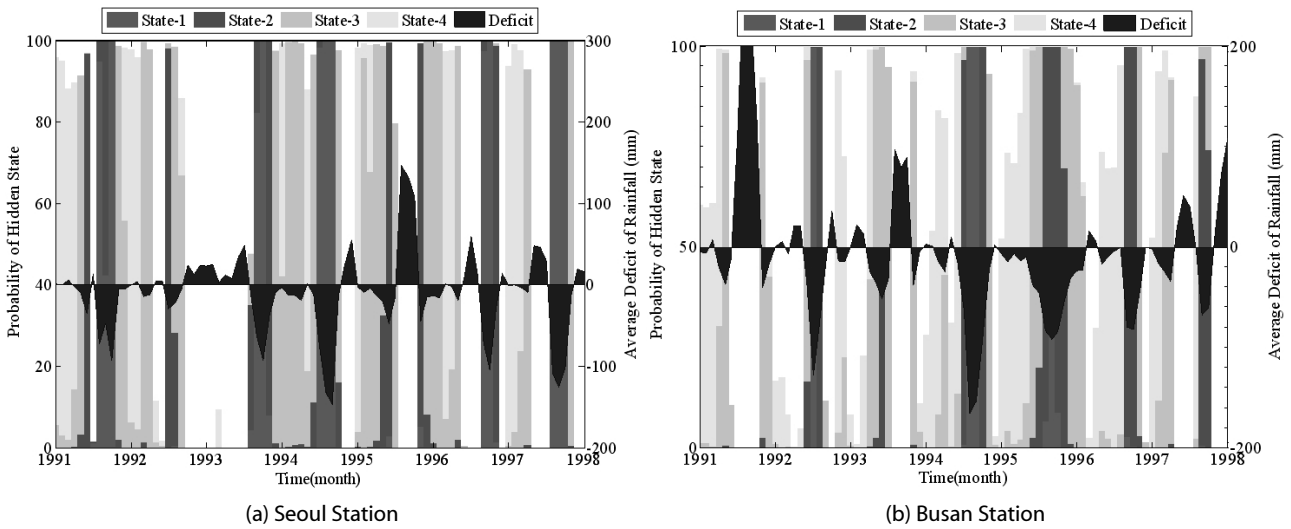 State-1 State-2 State-3 State-4 Deficit
100 300
80 200
60 100
40 0
20 -100
0 -200
Probability of Hidden State
Average Deficit of Rainfall (mm)
1991 1992 1993 1994 1995 1996 1997 1998
Time(month)
(a) Seoul Station
State-1 State-2 State-3 State-4 Deficit
100 200
50 0
0 -200
Probability of Hidden State
Average Deficit of Rainfall (mm)
1991 1992 1993 1994 1995 1996 1997 1998
Time(month)
(b) Busan Station